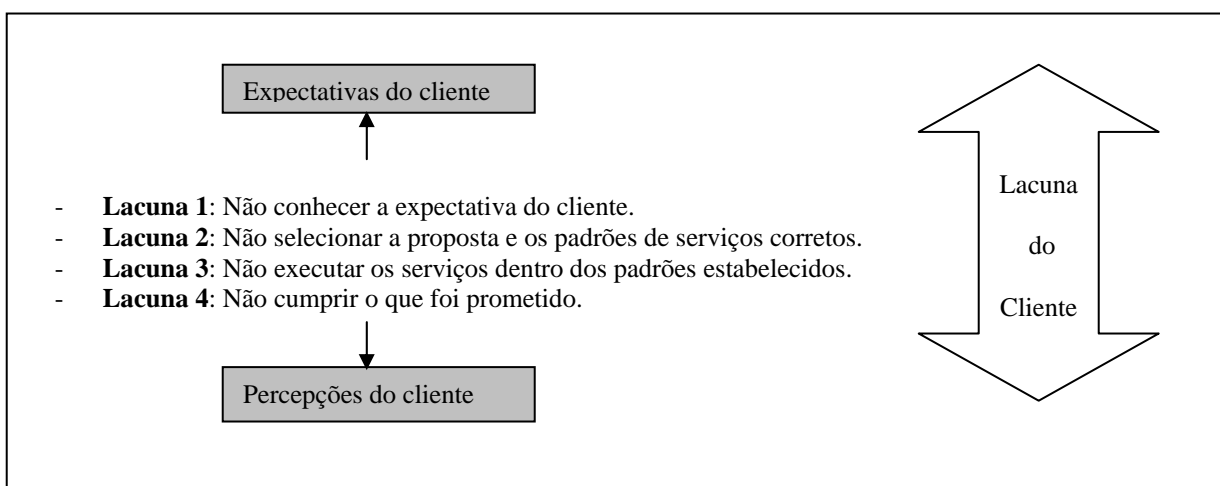 Expectativas do cliente
- Lacuna 1: Não conhecer a expectativa do cliente.
- Lacuna 2: Não selecionar a proposta e os padrões de serviços corretos.
- Lacuna 3: Não executar os serviços dentro dos padrões estabelecidos.
- Lacuna 4: Não cumprir o que foi prometido.
Percepções do cliente
Lacuna
do
Cliente